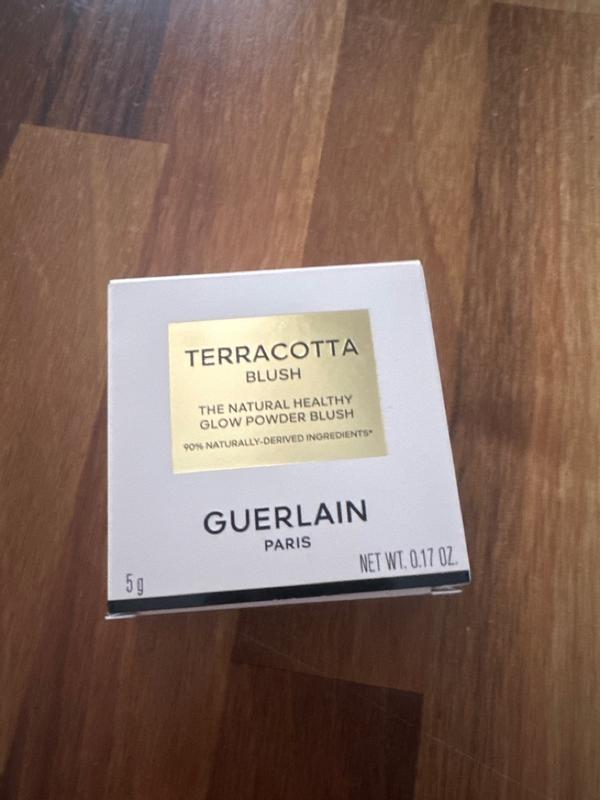 TERRACOTTA
BLUSH
THE NATURAL HEALTHY
GLOW POWDER BLUSH
90% NATURALLY-DERIVED INGREDIENTS*
GUERLAIN
PARIS
5 g
NET WT. 0.17 OZ.